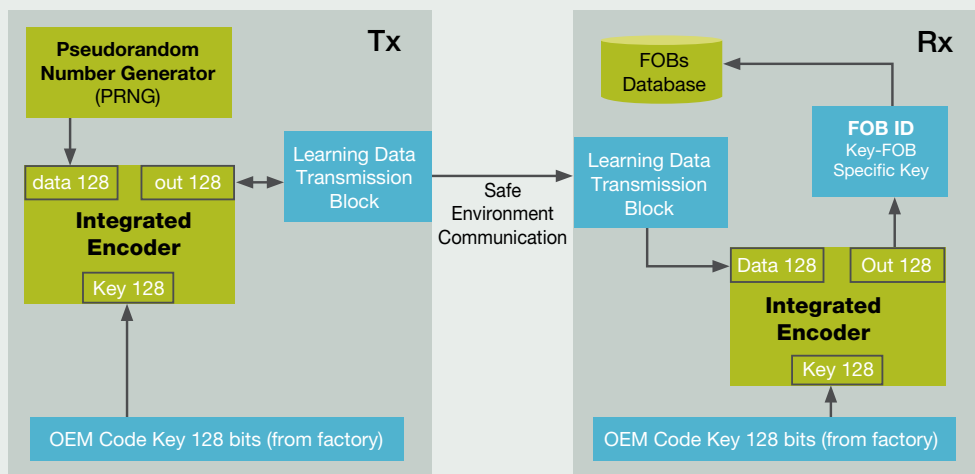 Tx
Pseudorandom
Number Generator
(PRNG)
data 128
out 128
Integrated
Encoder
Key 128
Learning Data
Transmission
Block
OEM Code Key 128 bits (from factory)
Safe
Environment
Communication
Rx
FOBs
Database
FOB ID
Key-FOB
Specific Key
Learning Data
Transmission
Block
Data 128
Out 128
Integrated
Encoder
Key 128
OEM Code Key 128 bits (from factory)